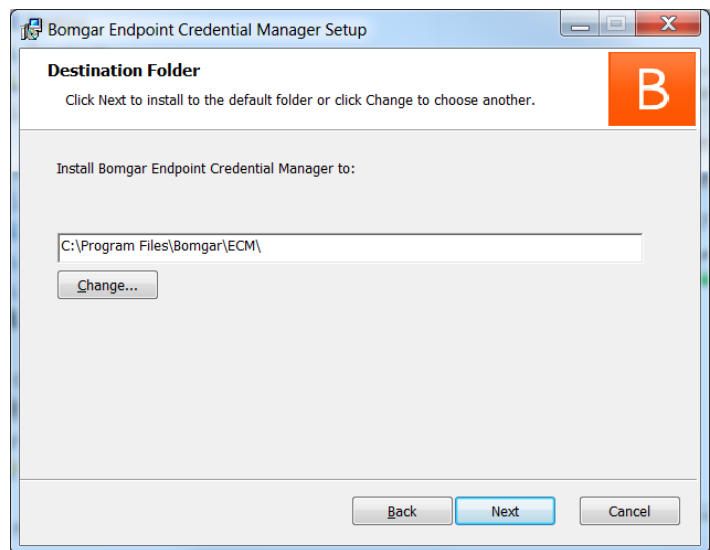 Bomgar Endpoint Credential Manager Setup
X
Destination Folder
Click Next to install to the default folder or click Change to choose another.
B
Install Bomgar Endpoint Credential Manager to:
C:\Program Files\Bomgar\ECM\
Change...
Back Next Cancel